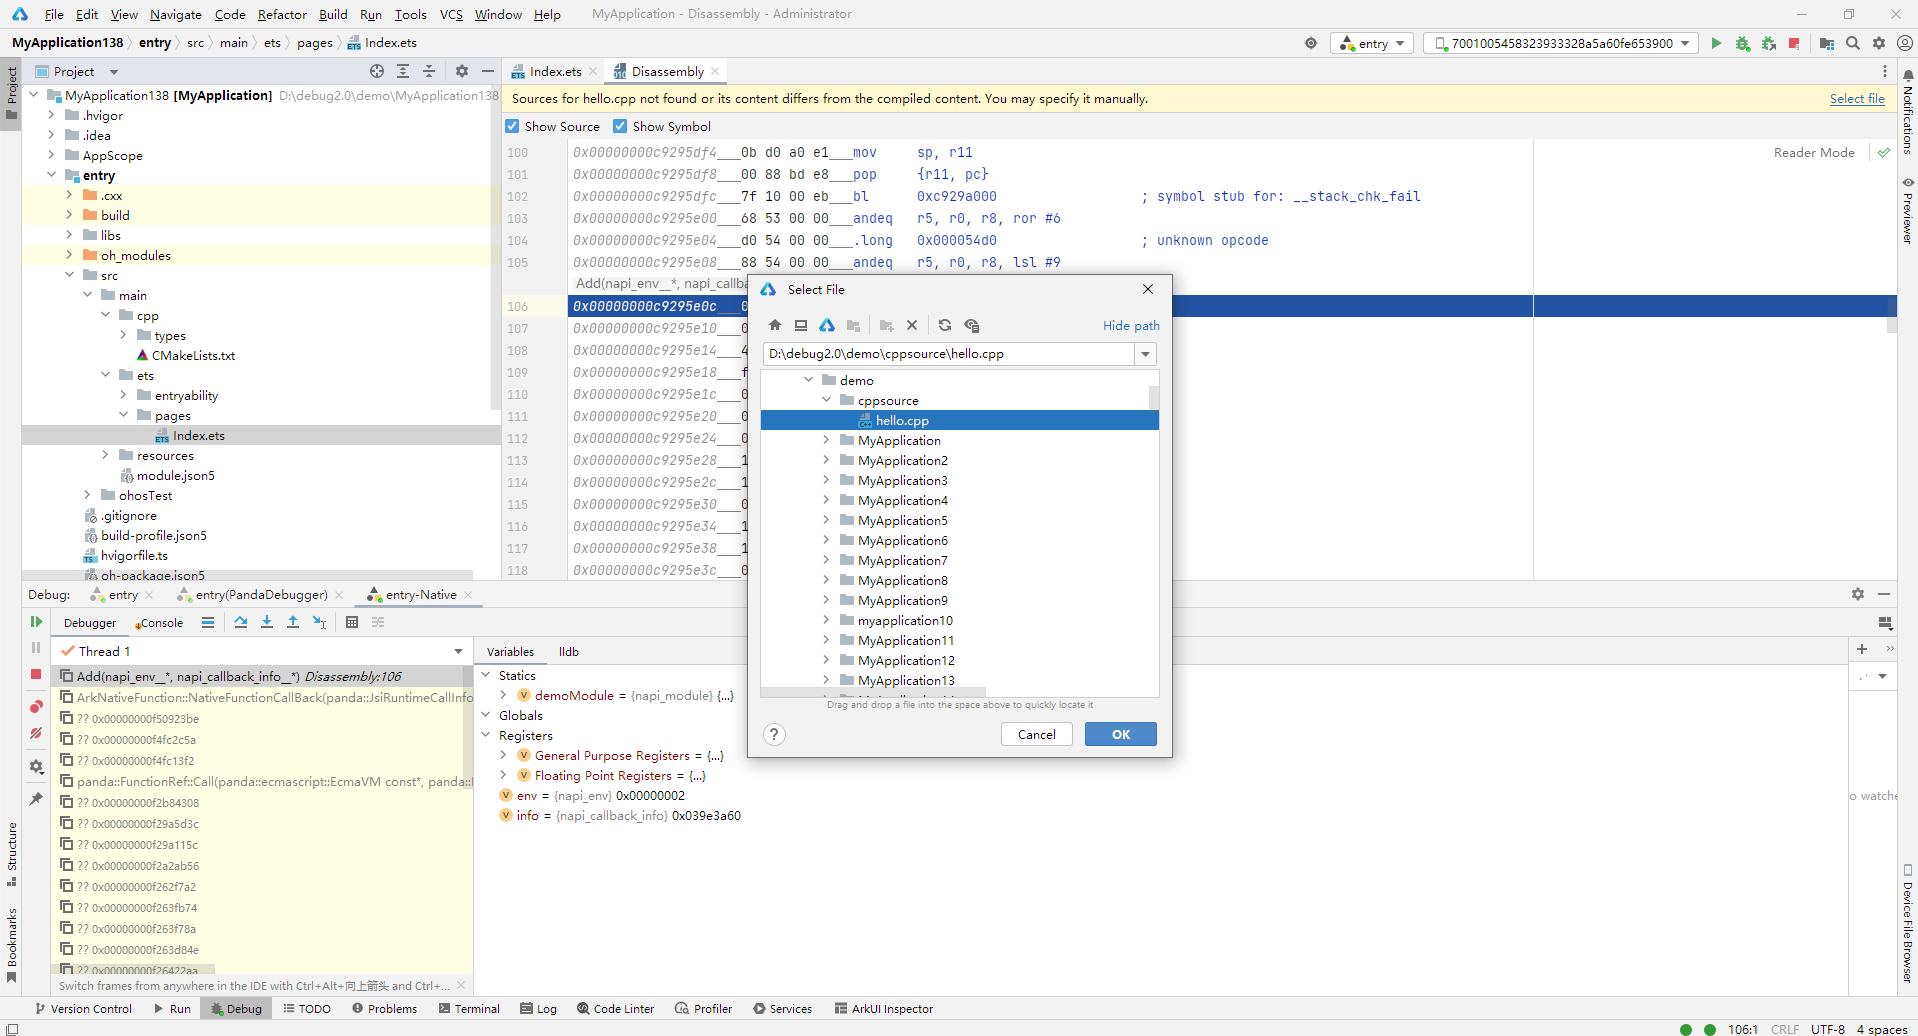 File Edit View Navigate Code Refactor Build Run Tools VCS Window Help MyApplication - Disassembly - Administrator
MyApplication138 entry src main ets pages Index.ets entry 7001005458323933328a5a60fe653900
Project
Project
MyApplication138 [MyApplication] D:\debug2.0\demo\MyApplication138
.hvigor
.idea
AppScope
entry
.cxx
build
libs
oh_modules
src
main
cpp
types
CMakeLists.txt
ets
entryability
pages
Index.ets
resources
module.json5
ohosTest
.gitignore
build-profile.json5
hvigorfile.ts
oh-package.json5
Index.ets Disassembly
Sources for hello.cpp not found or its content differs from the compiled content. You may specify it manually. Select file
Show Source Show Symbol
Reader Mode
100 0x00000000c9295df4___0b d0 a0 e1___mov sp, r11
101 0x00000000c9295df8___00 88 bd e8___pop {r11, pc}
102 0x00000000c9295dfc___7f 10 00 eb___bl 0xc929a000 ; symbol stub for: __stack_chk_fail
103 0x00000000c9295e00___68 53 00 00___andeq r5, r0, r8, ror #6
104 0x00000000c9295e04___d0 54 00 00___.long 0x000054d0 ; unknown opcode
105 0x00000000c9295e08___88 54 00 00___andeq r5, r0, r8, lsl #9
Add(napi_env__*, napi_callba
106 0x00000000c9295e0c___0
107 0x00000000c9295e10___0
108 0x00000000c9295e14___4
109 0x00000000c9295e18___f
110 0x00000000c9295e1c___0
111 0x00000000c9295e20___0
112 0x00000000c9295e24___0
113 0x00000000c9295e28___1
114 0x00000000c9295e2c___1
115 0x00000000c9295e30___0
116 0x00000000c9295e34___1
117 0x00000000c9295e38___1
118 0x00000000c9295e3c___0
Select File
Hide path
D:\debug2.0\demo\cppsource\hello.cpp
demo
cppsource
hello.cpp
MyApplication
MyApplication2
MyApplication3
MyApplication4
MyApplication5
MyApplication6
MyApplication7
MyApplication8
MyApplication9
myapplication10
MyApplication11
MyApplication12
MyApplication13
Drag and drop a file into the space above to quickly locate it
? Cancel OK
Debug: entry entry(PandaDebugger) entry-Native
Debugger Console
Thread 1
Add(napi_env__*, napi_callback_info__*) Disassembly:106
ArkNativeFunction::NativeFunctionCallBack(panda::JsiRuntimeCallInfo
?? 0x00000000f50923be
?? 0x00000000f4fc2c5a
?? 0x00000000f4fc13f2
panda::FunctionRef::Call(panda::ecmascript::EcmaVM const*, panda::
?? 0x00000000f2b84308
?? 0x00000000f29a5d3c
?? 0x00000000f29a115c
?? 0x00000000f2a2ab56
?? 0x00000000f262f7a2
?? 0x00000000f263fb74
?? 0x00000000f263f78a
?? 0x00000000f263d84e
?? 0x00000000f26422aa
Switch frames from anywhere in the IDE with Ctrl+Alt+向上箭头 and Ctrl+...
Variables lldb
Statics
demoModule = {napi_module} {...}
Globals
Registers
General Purpose Registers = {...}
Floating Point Registers = {...}
env = {napi_env} 0x00000002
info = {napi_callback_info} 0x039e3a60
o watche
Structure
Bookmarks
Notifications
Previewer
Device File Browser
Version Control Run Debug TODO Problems Terminal Log Code Linter Profiler Services ArkUI Inspector
106:1 CRLF UTF-8 4 spaces